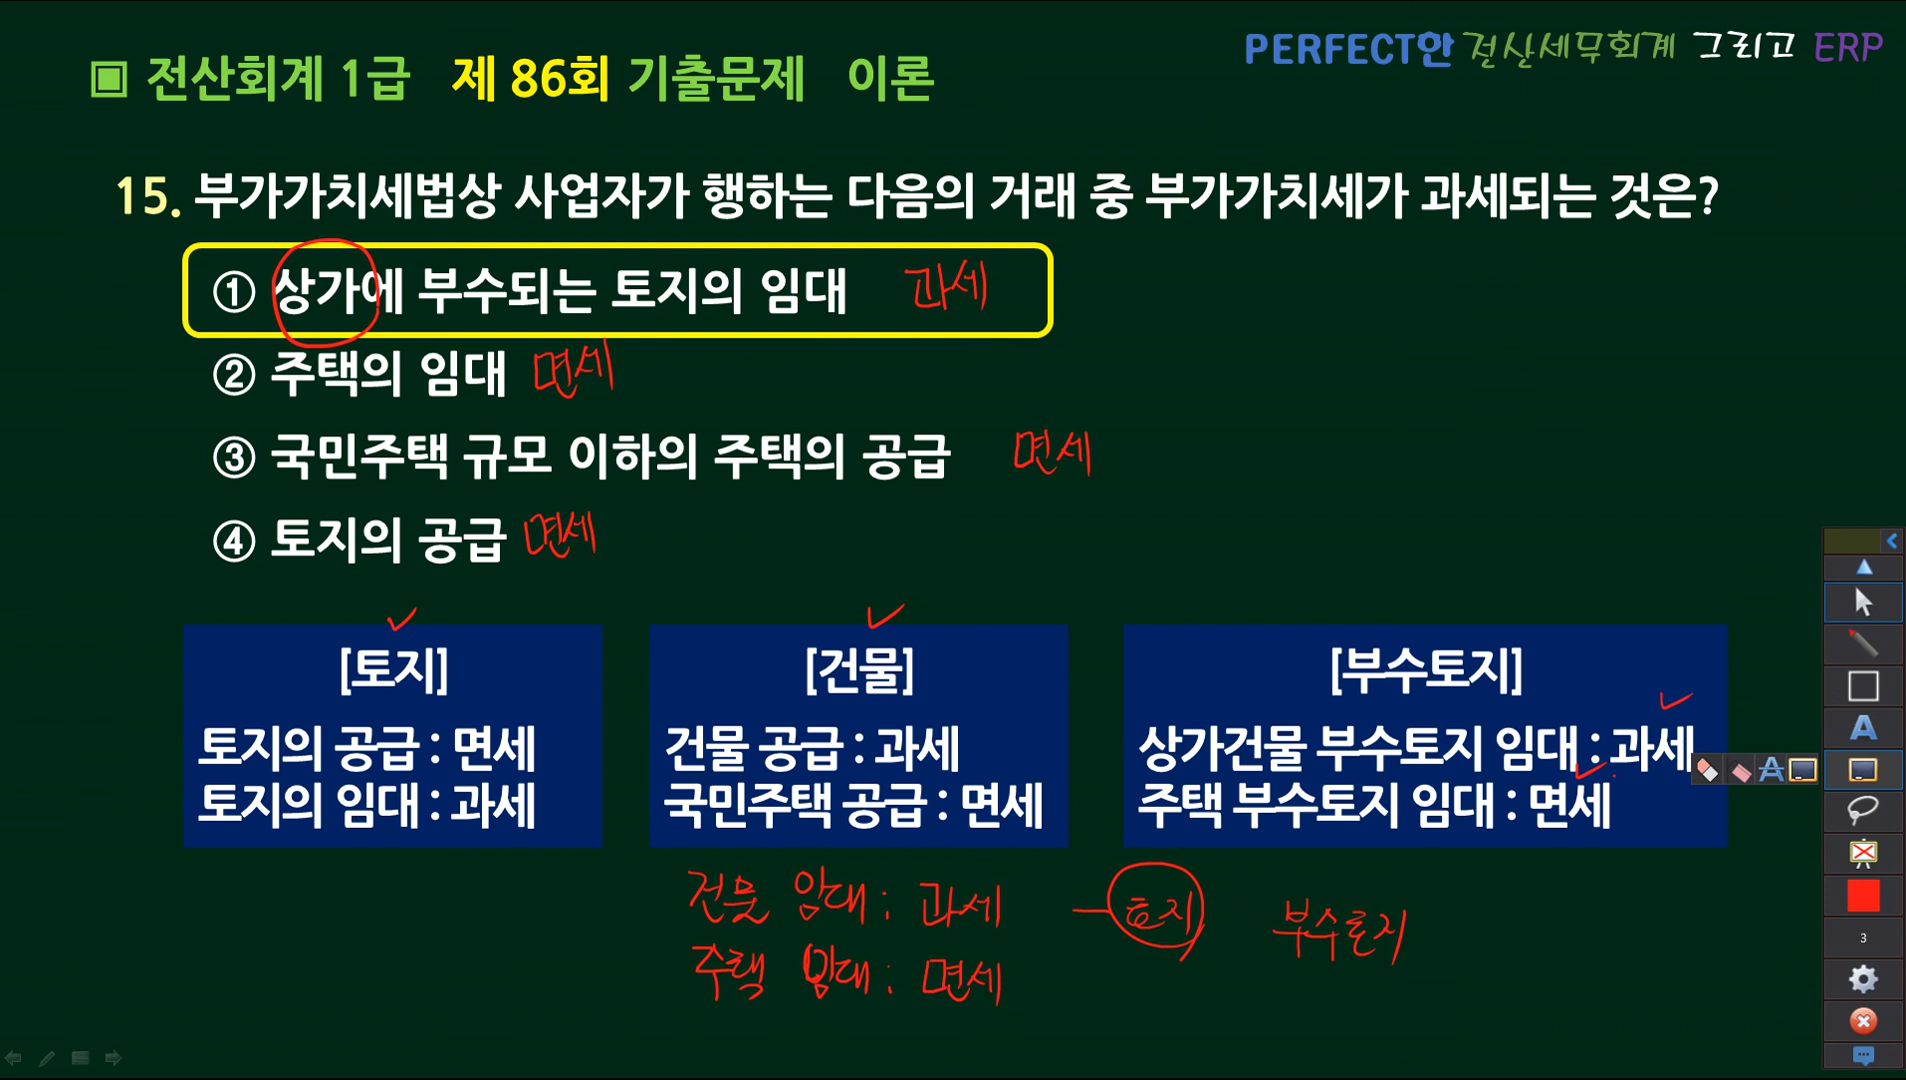 PERFECT한 전산세무회계 그리고 ERP
▣ 전산회계 1급 제 86회 기출문제 이론
15. 부가가치세법상 사업자가 행하는 다음의 거래 중 부가가치세가 과세되는 것은?
① 상가에 부수되는 토지의 임대 과세
② 주택의 임대 면세
③ 국민주택 규모 이하의 주택의 공급 면세
④ 토지의 공급 면세
[토지]
토지의 공급 : 면세
토지의 임대 : 과세
[건물]
건물 공급 : 과세
국민주택 공급 : 면세
[부수토지]
상가건물 부수토지 임대 : 과세
주택 부수토지 임대 : 면세
건물 임대 : 과세 - 토지 부수토지
주택 임대 : 면세
A
A
3